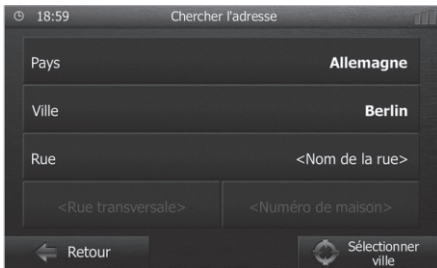 18:59 Chercher l'adresse
Pays Allemagne
Ville Berlin
Rue <Nom de la rue>
<Rue transversale> <Numéro de maison>
Retour Sélectionner
ville